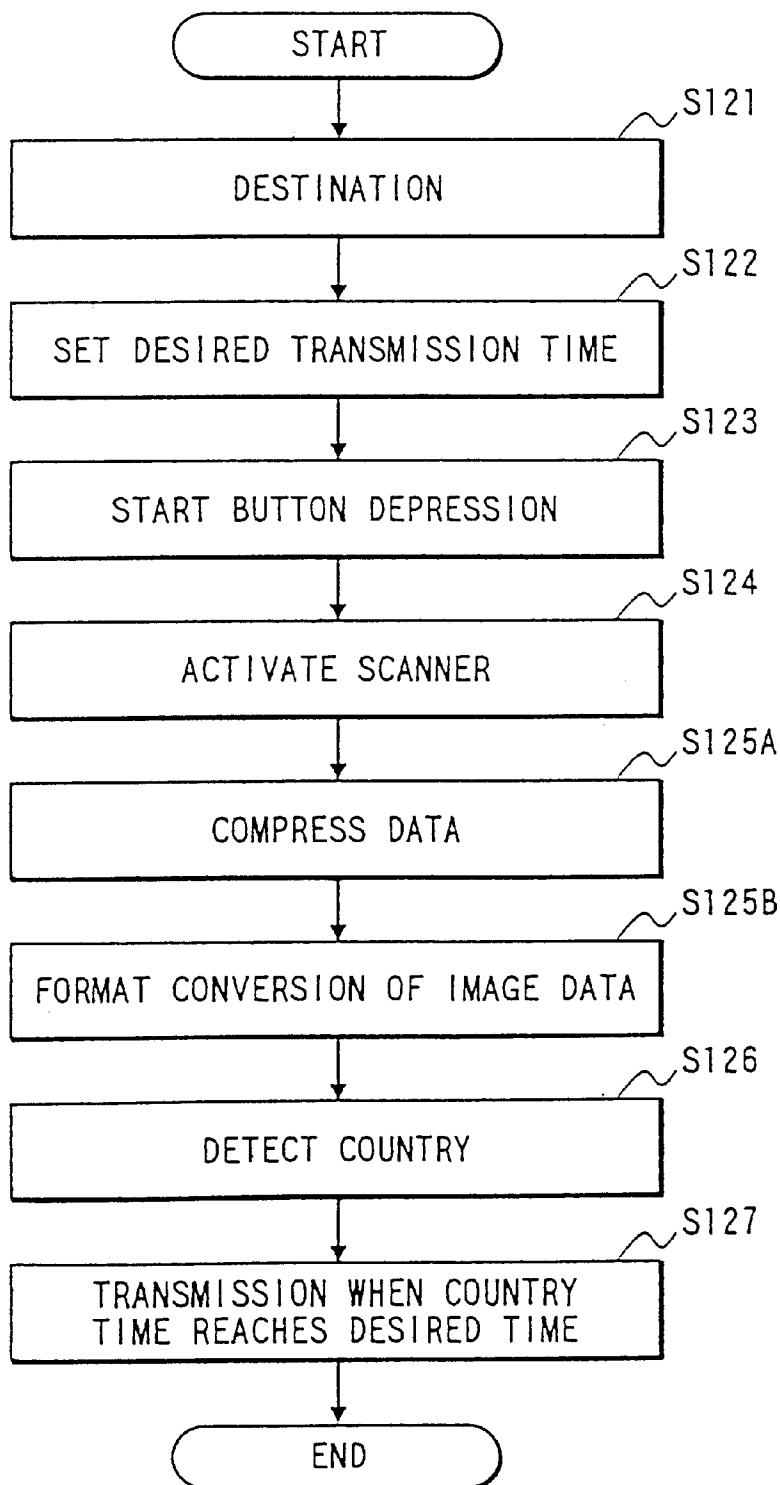 START
S121
DESTINATION
S122
SET DESIRED TRANSMISSION TIME
S123
START BUTTON DEPRESSION
S124
ACTIVATE SCANNER
S125A
COMPRESS DATA
S125B
FORMAT CONVERSION OF IMAGE DATA
S126
DETECT COUNTRY
S127
TRANSMISSION WHEN COUNTRY
TIME REACHES DESIRED TIME
END